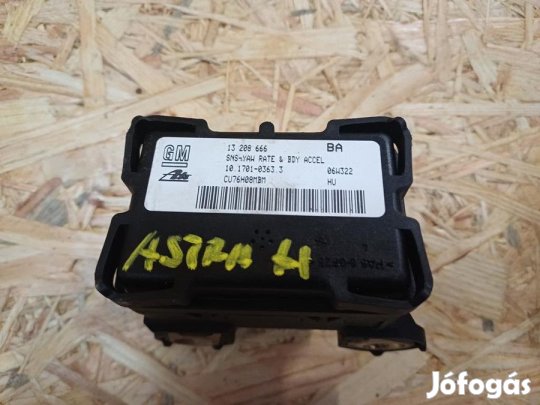 GM
13 208 666
BA
SNS-YAW RATE & BDY ACCEL
Ate
10.1701-0363.3
06W322
CU76H08MBM
HU
ASTRA H
Jófogás